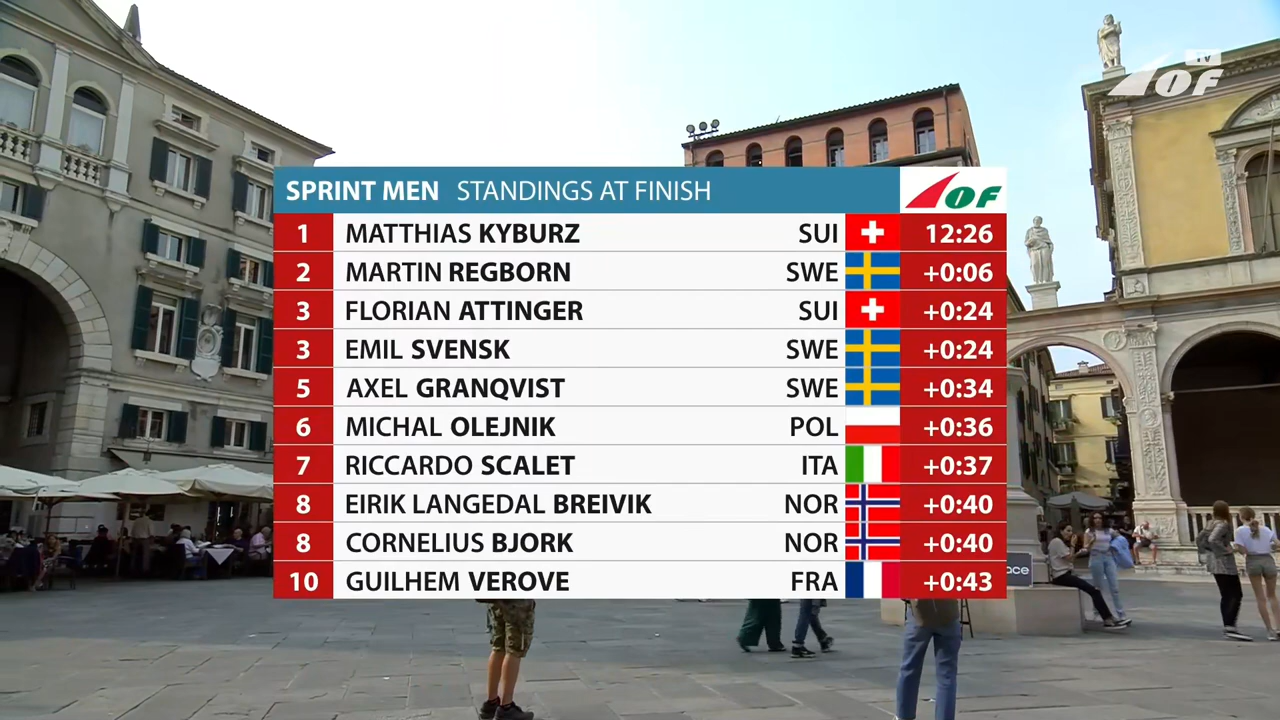 TV
IOF
SPRINT MEN STANDINGS AT FINISH IOF
1 MATTHIAS KYBURZ SUI 12:26
2 MARTIN REGBORN SWE +0:06
3 FLORIAN ATTINGER SUI +0:24
3 EMIL SVENSK SWE +0:24
5 AXEL GRANQVIST SWE +0:34
6 MICHAL OLEJNIK POL +0:36
7 RICCARDO SCALET ITA +0:37
8 EIRIK LANGEDAL BREIVIK NOR +0:40
8 CORNELIUS BJORK NOR +0:40
10 GUILHEM VEROVE FRA +0:43